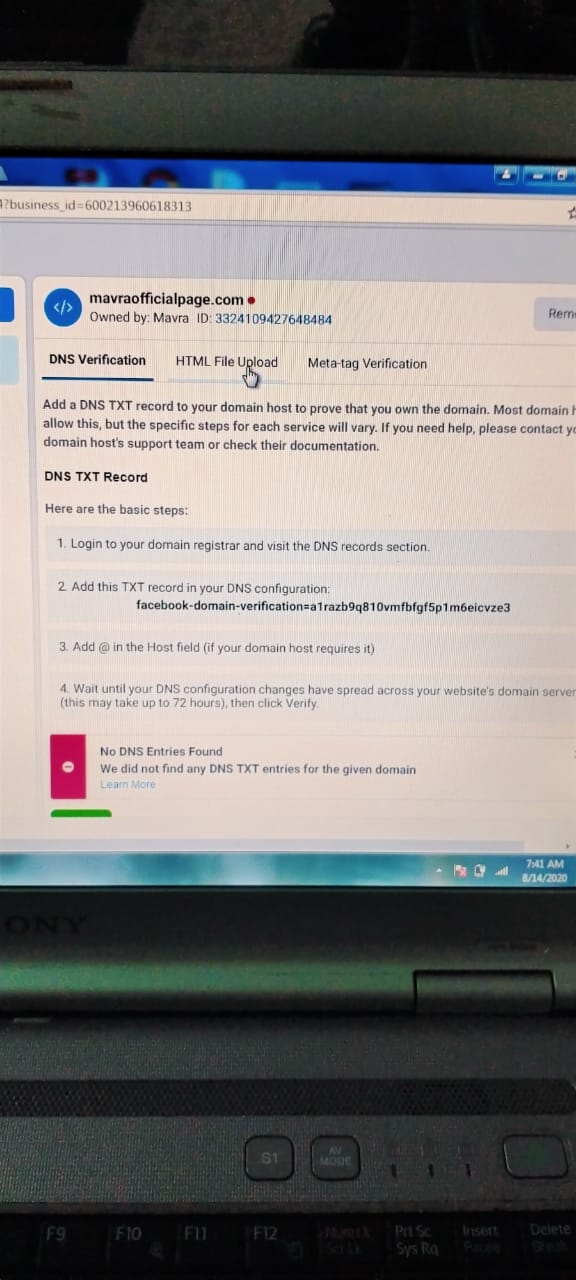 ?business_id=600213960618313
mavraofficialpage.com
Owned by: Mavra ID: 3324109427648484
DNS Verification HTML File Upload Meta-tag Verification
Add a DNS TXT record to your domain host to prove that you own the domain. Most domain
allow this, but the specific steps for each service will vary. If you need help, please contact
domain host's support team or check their documentation.
DNS TXT Record
Here are the basic steps:
1. Login to your domain registrar and visit the DNS records section.
2. Add this TXT record in your DNS configuration:
facebook-domain-verification=a1razb9q810vmfbfgf5p1m6eicvze3
3. Add @ in the Host field (if your domain host requires it)
4. Wait until your DNS configuration changes have spread across your website's domain server
(this may take up to 72 hours), then click Verify.
No DNS Entries Found
We did not find any DNS TXT entries for the given domain
Learn More
7:41 AM
8/14/2020
ONY
S1 AV
MODE
F9 F10 F11 F12 Num Lk Prt Sc Insert Delete
Scr Lk Sys Rq Pause Break